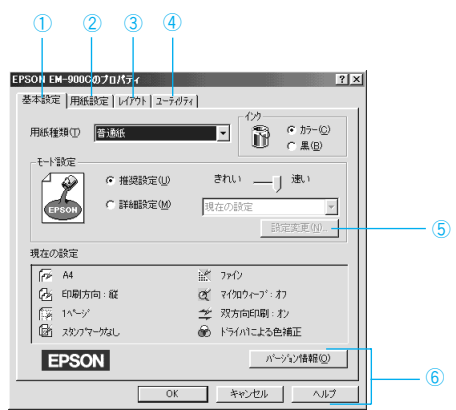 ① ② ③ ④
EPSON EM-900Cのプロパティ
基本設定 用紙設定 レイアウト ユーティリティ
用紙種類(T) 普通紙
インク
カラー(C)
黒(B)
モード設定
推奨設定(U) きれい 速い
EPSON 詳細設定(M) 現在の設定
設定変更(N)... ⑤
現在の設定
A4 ファイン
印刷方向：縦 マイクロウィーブ：オフ
1ページ 双方向印刷：オン
スタンプマークなし ドライバによる色補正
EPSON バージョン情報(O)
⑥
OK キャンセル ヘルプ